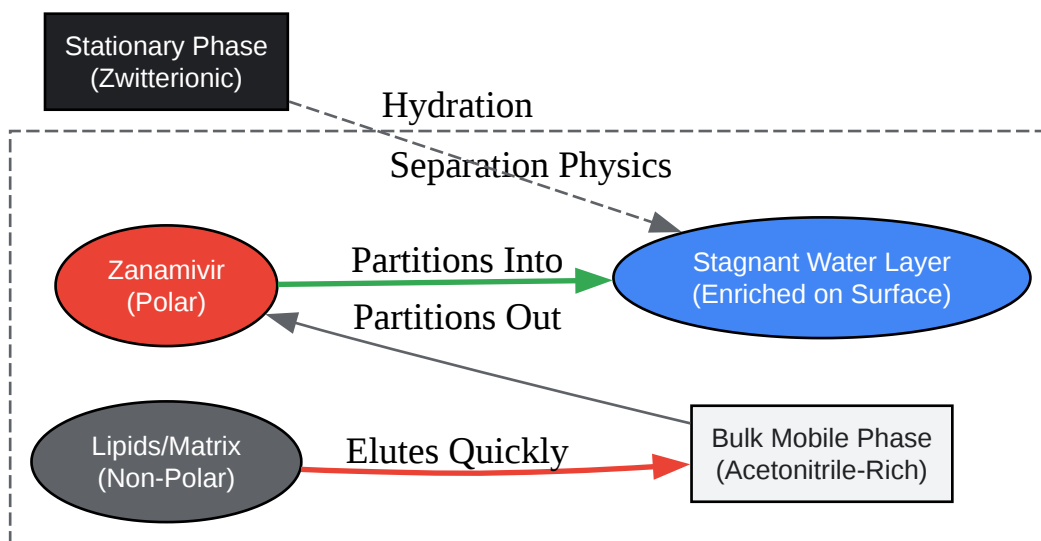 Stationary Phase
(Zwitterionic)
Hydration
Separation Physics
Zanamivir
(Polar)
Partitions Into
Stagnant Water Layer
(Enriched on Surface)
Partitions Out
Lipids/Matrix
(Non-Polar)
Elutes Quickly
Bulk Mobile Phase
(Acetonitrile-Rich)